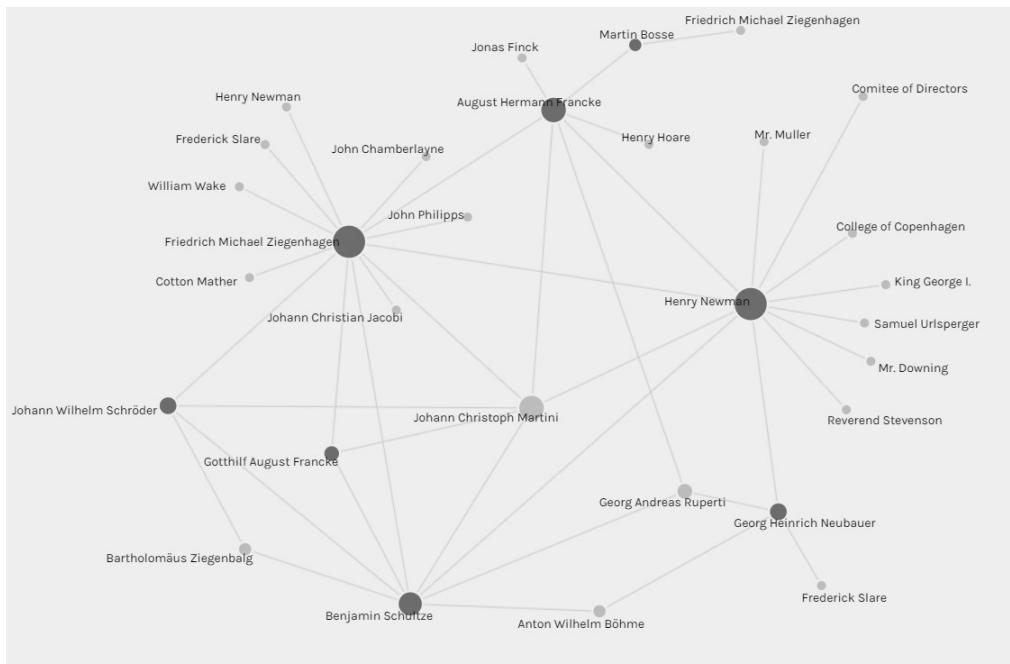 Friedrich Michael Ziegenhagen
Martin Bosse
Jonas Finck
Comitee of Directors
Henry Newman
August Hermann Francke
Mr. Muller
Henry Hoare
Frederick Slare
John Chamberlayne
William Wake
John Philipps
College of Copenhagen
Friedrich Michael Ziegenhagen
Cotton Mather
King George I.
Henry Newman
Johann Christian Jacobi
Samuel Urlsperger
Mr. Downing
Johann Wilhelm Schröder
Johann Christoph Martini
Reverend Stevenson
Gotthilf August Francke
Georg Andreas Ruperti
Georg Heinrich Neubauer
Bartholomäus Ziegenbalg
Frederick Slare
Benjamin Schultze
Anton Wilhelm Böhme